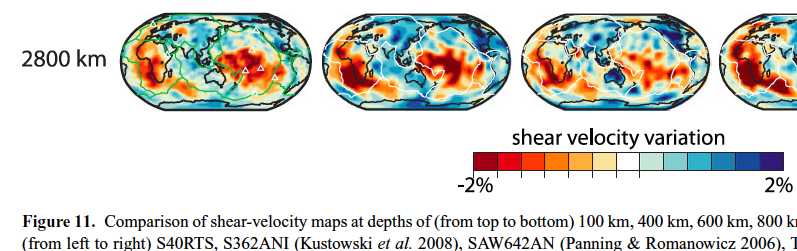 2800 km
shear velocity variation
-2% 2%
Figure 11. Comparison of shear-velocity maps at depths of (from top to bottom) 100 km, 400 km, 600 km, 800 k
(from left to right) S40RTS, S362ANI (Kustowski et al. 2008), SAW642AN (Panning & Romanowicz 2006), T